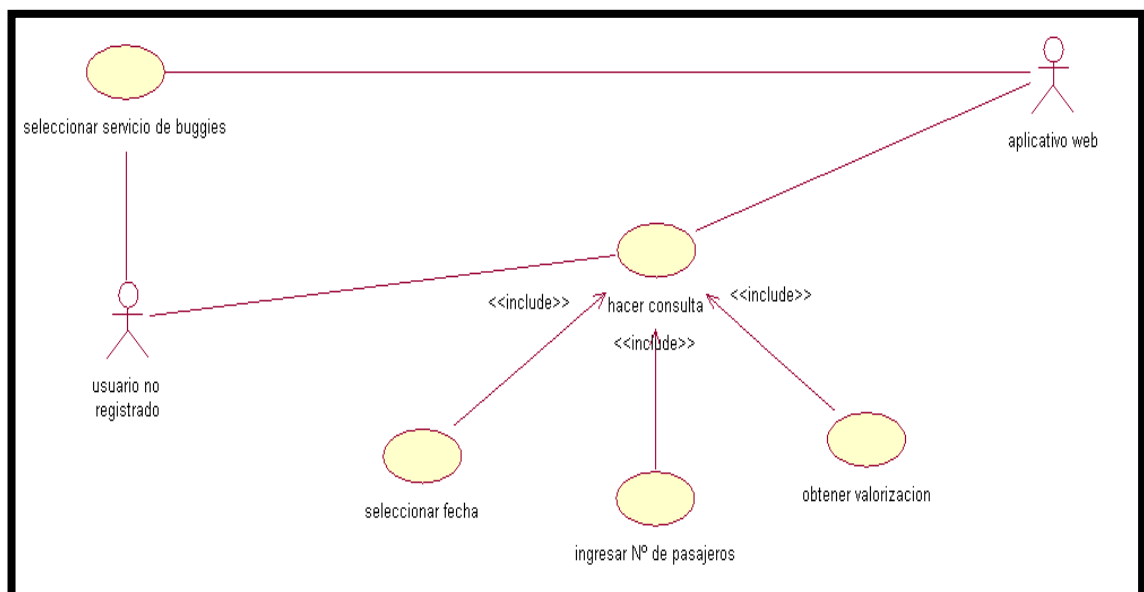 seleccionar servicio de buggies
aplicativo web
<<include>>
hacer consulta
<<include>>
<<include>>
usuario no
registrado
seleccionar fecha
ingresar Nº de pasajeros
obtener valorizacion